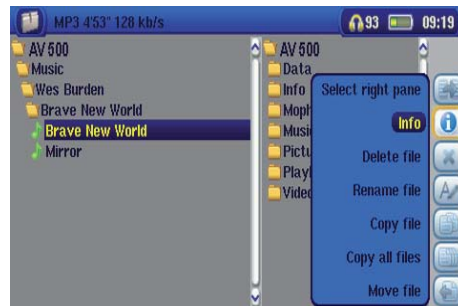 MP3 4'53" 128 kb/s
93
09:19
AV 500
Music
Wes Burden
Brave New World
Brave New World
Mirror
AV 500
Data
Info
Moph
Musi
Pictu
Playl
Video
Select right pane
Info
Delete file
Rename file
Copy file
Copy all files
Move file